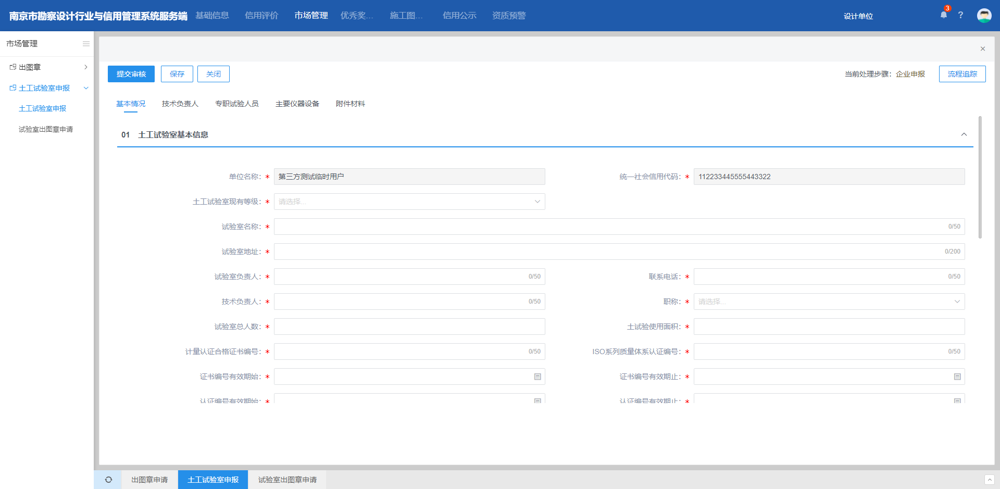 南京市勘察设计行业与信用管理系统服务端 基础信息 信用评价 市场管理 优秀奖... 施工图... 信用公示 资质预警 设计单位 3 ?
市场管理
出图章
土工试验室申报
土工试验室申报
试验室出图章申请
提交审核 保存 关闭 当前处理步骤：企业申报 流程追踪
基本情况 技术负责人 专职试验人员 主要仪器设备 附件材料
01 土工试验室基本信息
单位名称：* 第三方测试临时用户 统一社会信用代码：* 112233445555443322
土工试验室现有等级：* 请选择...
试验室名称：* 0/50
试验室地址：* 0/200
试验室负责人：* 0/50 联系电话：* 0/50
技术负责人：* 0/50 职称：* 请选择...
试验室总人数：* 土试验使用面积：*
计量认证合格证书编号：* 0/50 ISO系列质量体系认证编号：* 0/50
证书编号有效期始：* 证书编号有效期止：*
认证编号有效期始：* 认证编号有效期止：*
出图章申请 土工试验室申报 试验室出图章申请